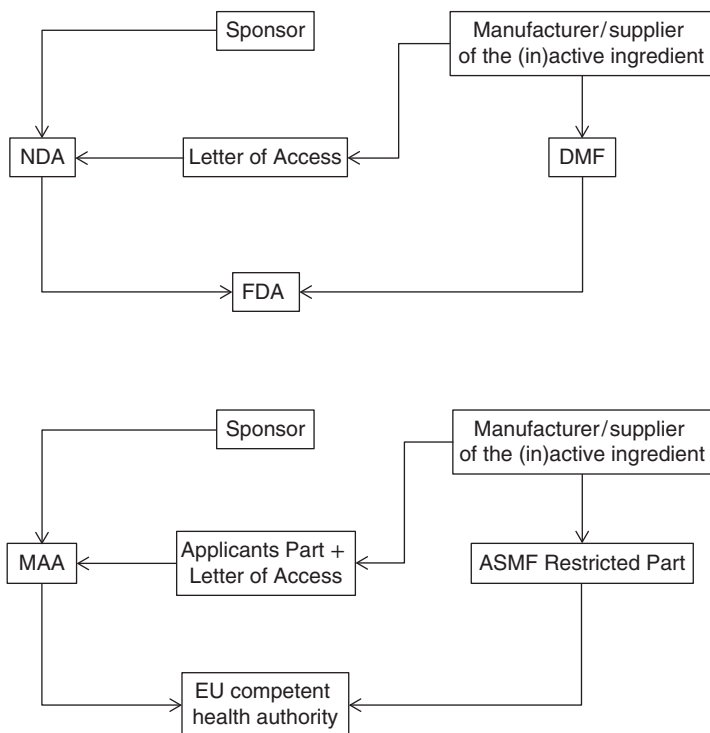 Sponsor
Manufacturer/supplier
of the (in)active ingredient
NDA
Letter of Access
DMF
FDA
Sponsor
Manufacturer/supplier
of the (in)active ingredient
MAA
Applicants Part +
Letter of Access
ASMF Restricted Part
EU competent
health authority